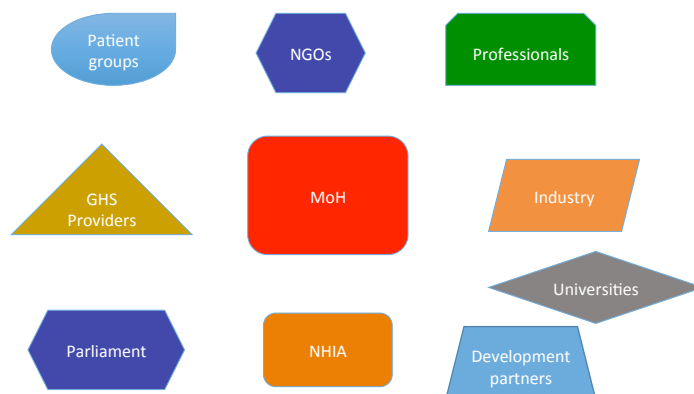 Patient
groups
NGOs
Professionals
GHS
Providers
MoH
Industry
Universities
Parliament
NHIA
Development
partners